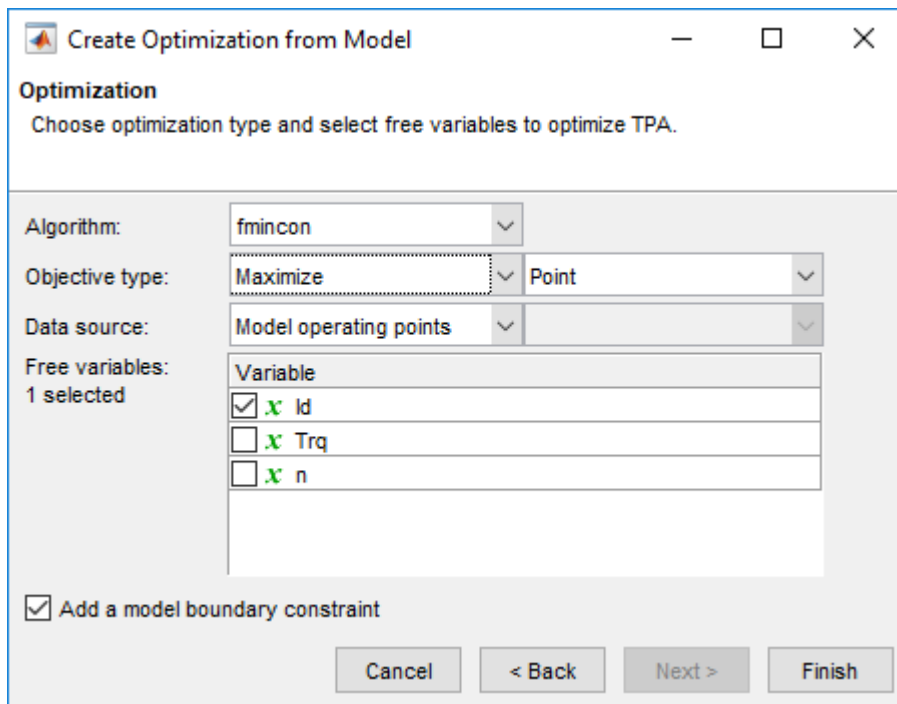 Create Optimization from Model
Optimization
Choose optimization type and select free variables to optimize TPA.
Algorithm: fmincon
Objective type: Maximize Point
Data source: Model operating points
Free variables:
1 selected
Variable
x Id
x Trq
x n
Add a model boundary constraint
Cancel < Back Next > Finish